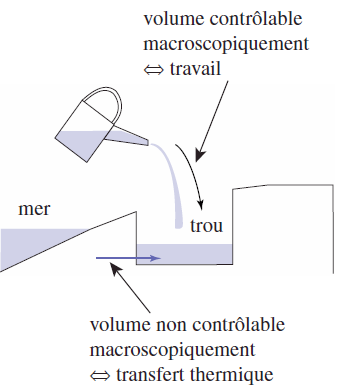 volume contrôlable
macroscopiquement
⇔ travail
mer
trou
volume non contrôlable
macroscopiquement
⇔ transfert thermique